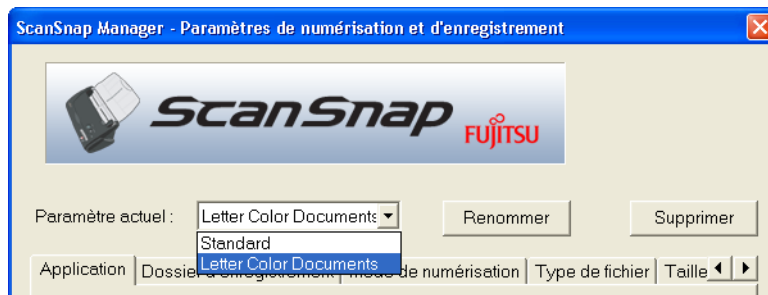 ScanSnap Manager - Paramètres de numérisation et d'enregistrement
ScanSnap FUJITSU
Paramètre actuel : Letter Color Documents Renommer Supprimer
Standard
Letter Color Documents
Application Dossier d'enregistrement Mode de numérisation Type de fichier Taille